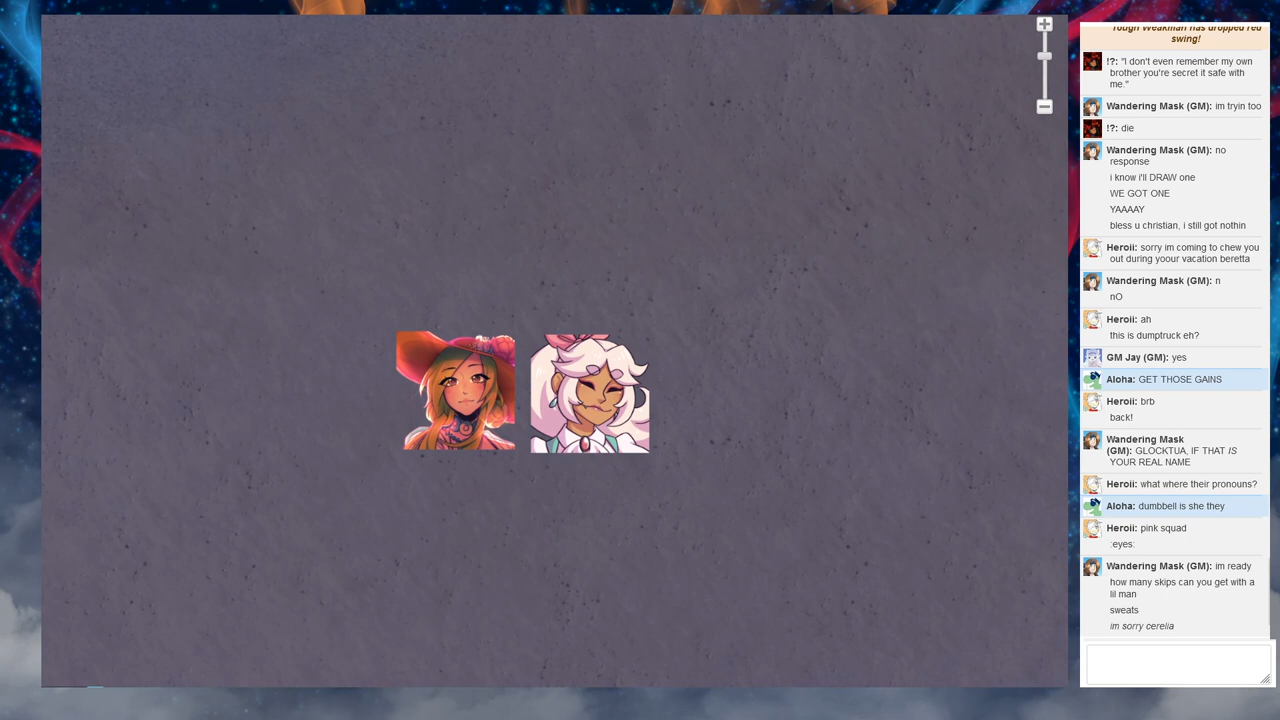 Tough Weakman has dropped red
swing!
!?: "I don't even remember my own
brother you're secret it safe with
me."
Wandering Mask (GM): im tryin too
!?: die
Wandering Mask (GM): no
response
i know i'll DRAW one
WE GOT ONE
YAAAAY
bless u christian, i still got nothin
Heroii: sorry im coming to chew you
out during yoour vacation beretta
Wandering Mask (GM): n
nO
Heroii: ah
this is dumptruck eh?
GM Jay (GM): yes
Aloha: GET THOSE GAINS
Heroii: brb
back!
Wandering Mask
(GM): GLOCKTUA, IF THAT IS
YOUR REAL NAME
Heroii: what where their pronouns?
Aloha: dumbbell is she they
Heroii: pink squad
:eyes:
Wandering Mask (GM): im ready
how many skips can you get with a
lil man
sweats
im sorry cerelia